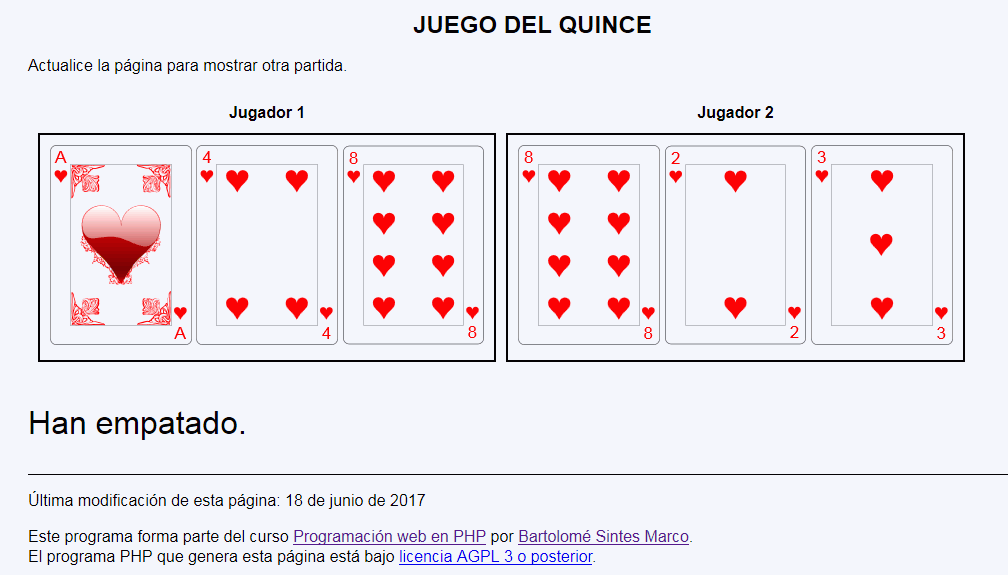 JUEGO DEL QUINCE
Actualice la página para mostrar otra partida.
Jugador 1
A 4 8
A 4 8
Jugador 2
8 2 3
8 2 3
Han empatado.
Última modificación de esta página: 18 de junio de 2017
Este programa forma parte del curso Programación web en PHP por Bartolomé Sintes Marco.
El programa PHP que genera esta página está bajo licencia AGPL 3 o posterior.